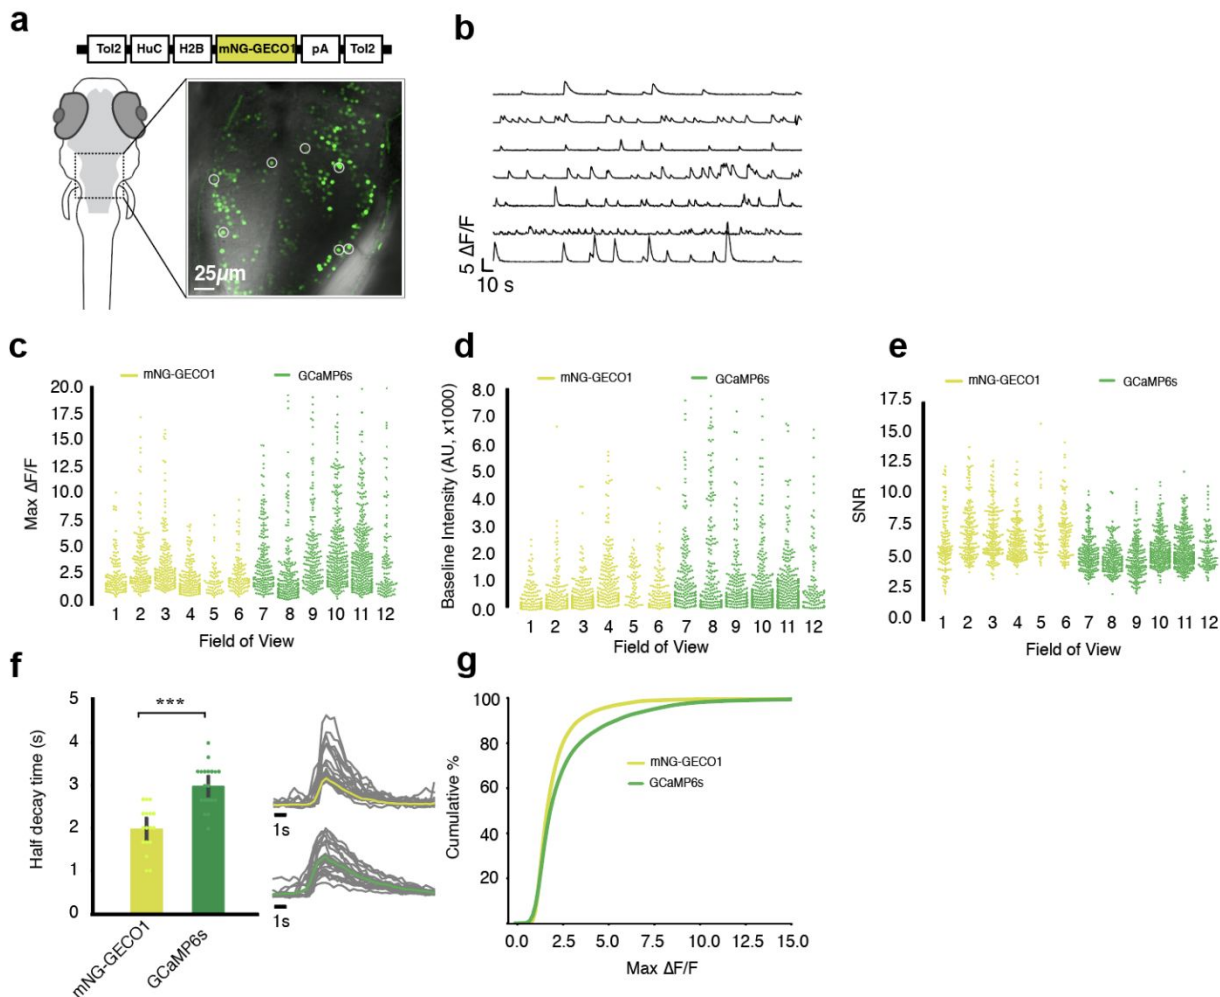 a
Tol2 HuC H2B mNG-GECO1 pA Tol2
25µm
b
5 ΔF/F
10 s
c
mNG-GECO1 GCaMP6s
Max ΔF/F
20.0
17.5
15.0
12.5
10.0
7.5
5.0
2.5
0.0
1 2 3 4 5 6 7 8 9 10 11 12
Field of View
d
mNG-GECO1 GCaMP6s
Baseline Intensity (AU, x1000)
8.0
7.0
6.0
5.0
4.0
3.0
2.0
1.0
0.0
1 2 3 4 5 6 7 8 9 10 11 12
Field of View
e
mNG-GECO1 GCaMP6s
SNR
17.5
15.0
12.5
10.0
7.5
5.0
2.5
0.0
1 2 3 4 5 6 7 8 9 10 11 12
Field of View
f
Half decay time (s)
5
4
3
2
1
0
***
mNG-GECO1
GCaMP6s
1s
1s
g
Cumulative %
100
80
60
40
20
mNG-GECO1
GCaMP6s
0.0 2.5 5.0 7.5 10.0 12.5 15.0
Max ΔF/F